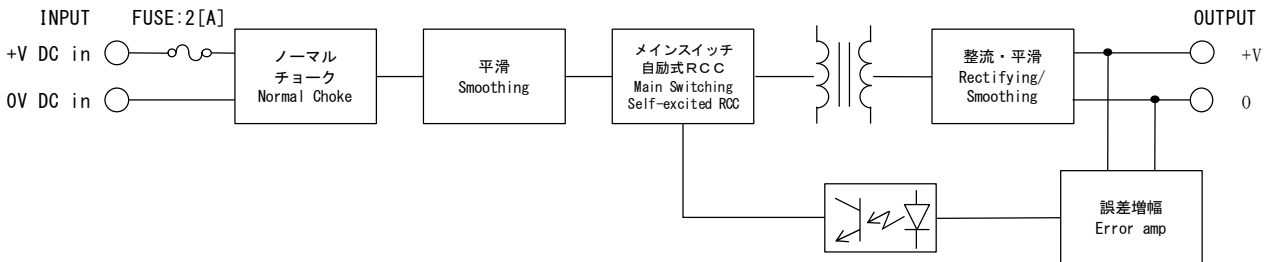 INPUT
FUSE:2[A]
OUTPUT
+V DC in
0V DC in
ノーマル
チョーク
Normal Choke
平滑
Smoothing
メインスイッチ
自励式RCC
Main Switching
Self-excited RCC
整流・平滑
Rectifying/
Smoothing
+V
0
誤差増幅
Error amp